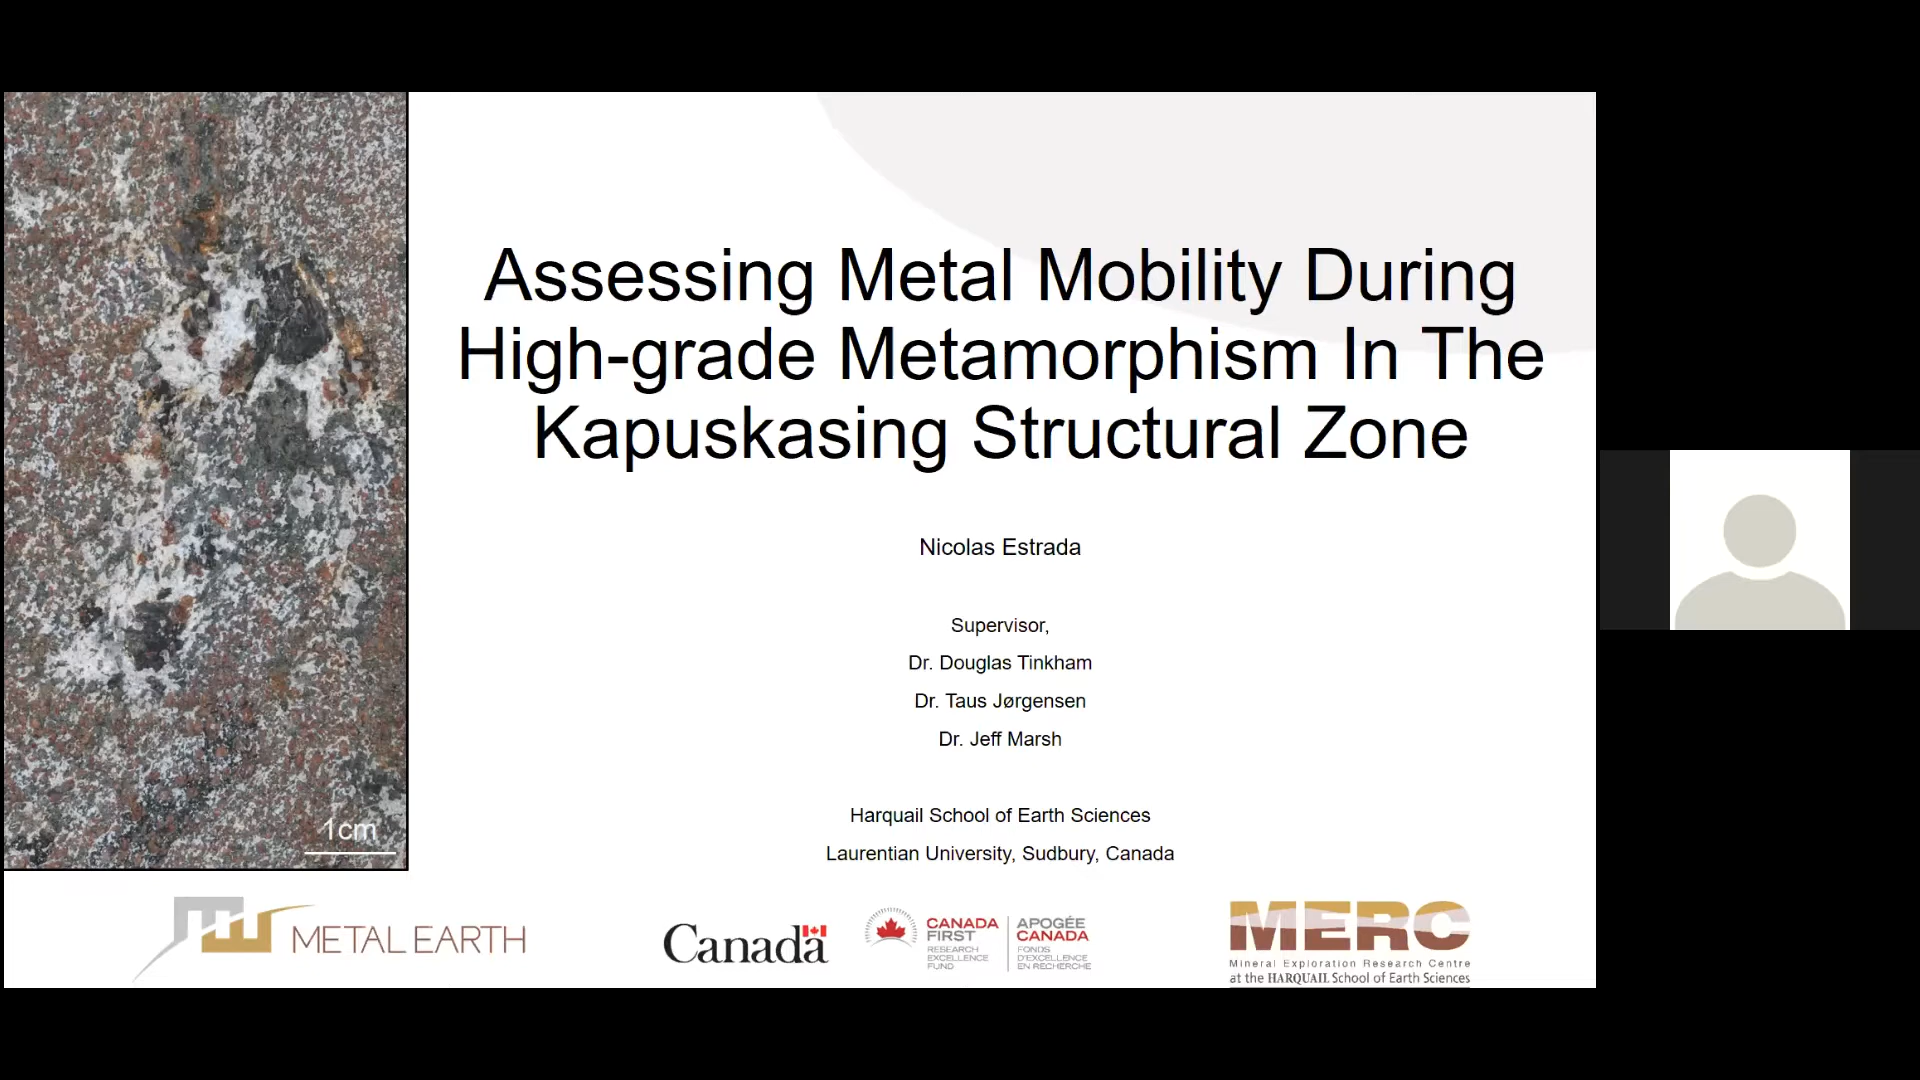 Assessing Metal Mobility During
High-grade Metamorphism In The
Kapuskasing Structural Zone
Nicolas Estrada
Supervisor,
Dr. Douglas Tinkham
Dr. Taus Jørgensen
Dr. Jeff Marsh
Harquail School of Earth Sciences
Laurentian University, Sudbury, Canada
1cm
METAL EARTH
Canada
CANADA
FIRST
RESEARCH
EXCELLENCE
FUND
APOGÉE
CANADA
FONDS
D'EXCELLENCE
EN RECHERCHE
MERC
Mineral Exploration Research Centre
at the HARQUAIL School of Earth Sciences